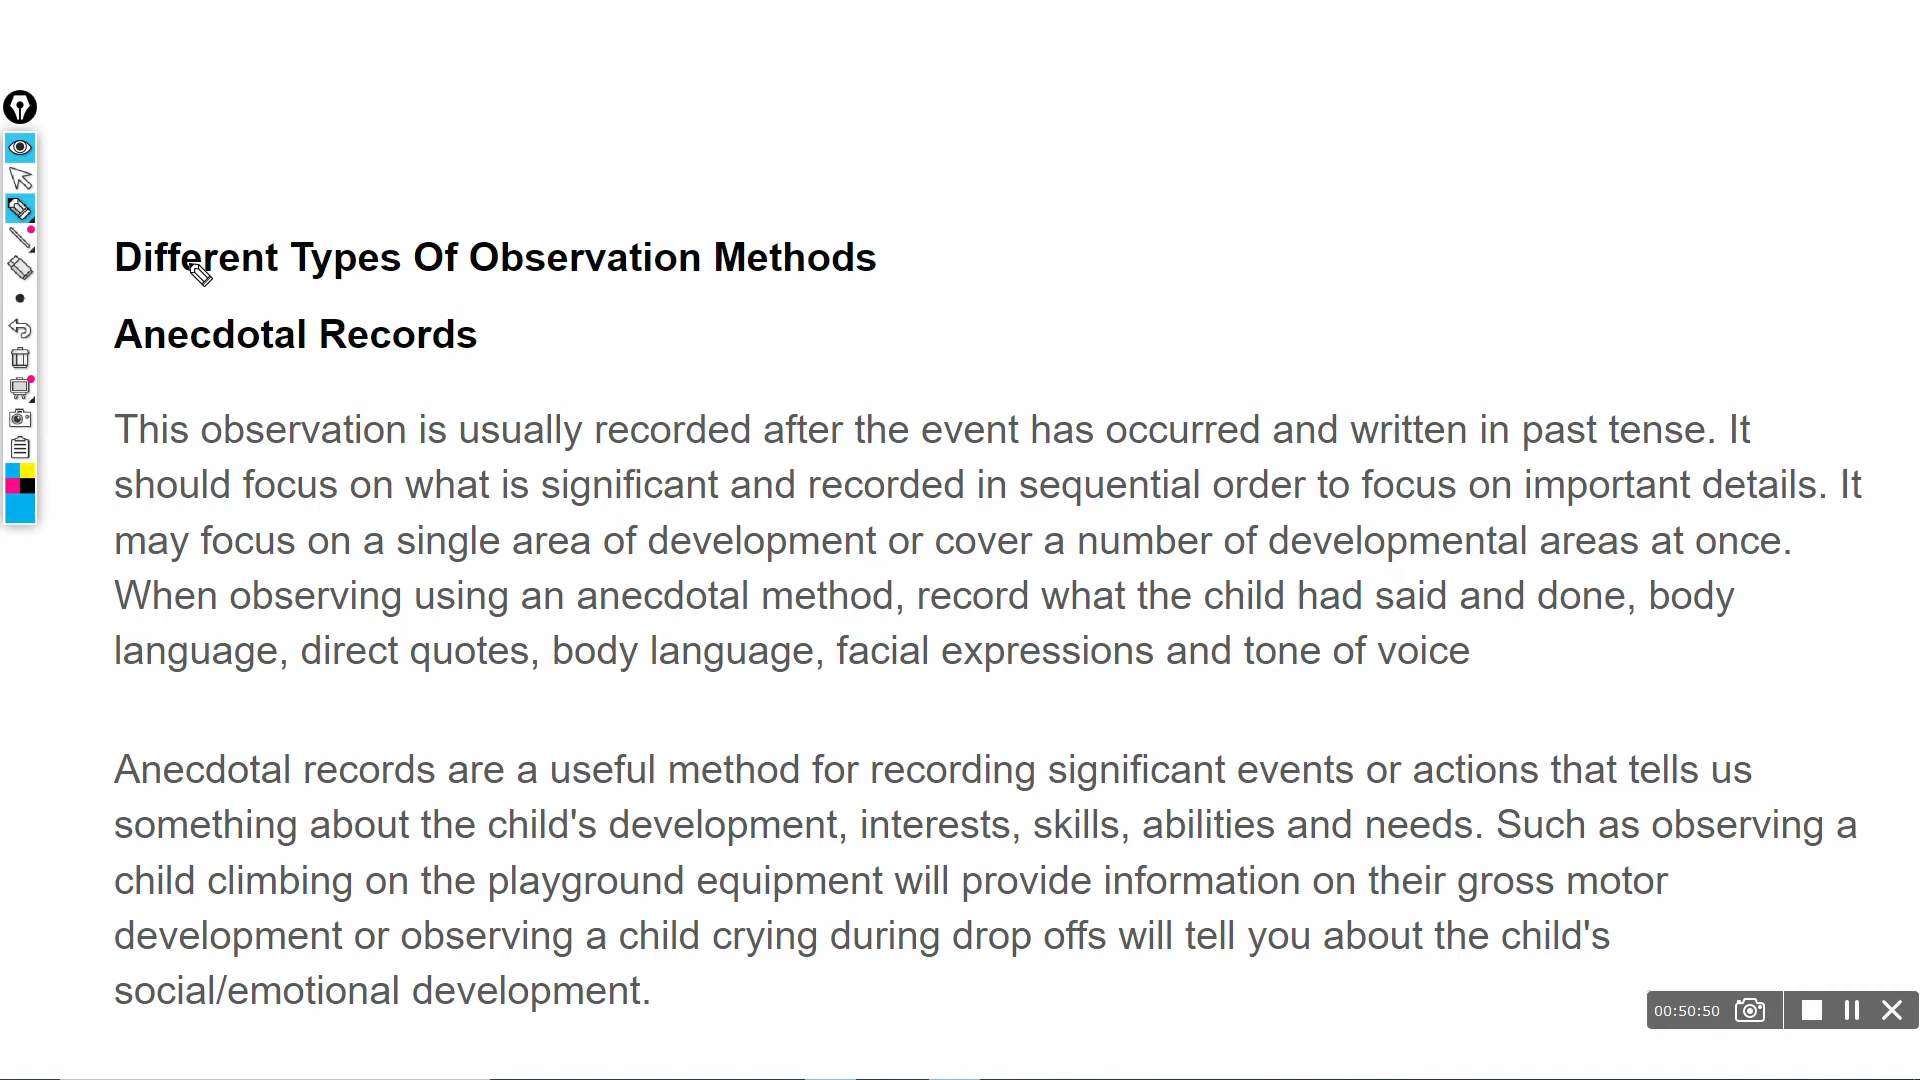 Different Types Of Observation Methods
Anecdotal Records
This observation is usually recorded after the event has occurred and written in past tense. It
should focus on what is significant and recorded in sequential order to focus on important details. It
may focus on a single area of development or cover a number of developmental areas at once.
When observing using an anecdotal method, record what the child had said and done, body
language, direct quotes, body language, facial expressions and tone of voice
Anecdotal records are a useful method for recording significant events or actions that tells us
something about the child's development, interests, skills, abilities and needs. Such as observing a
child climbing on the playground equipment will provide information on their gross motor
development or observing a child crying during drop offs will tell you about the child's
social/emotional development.
00:50:50